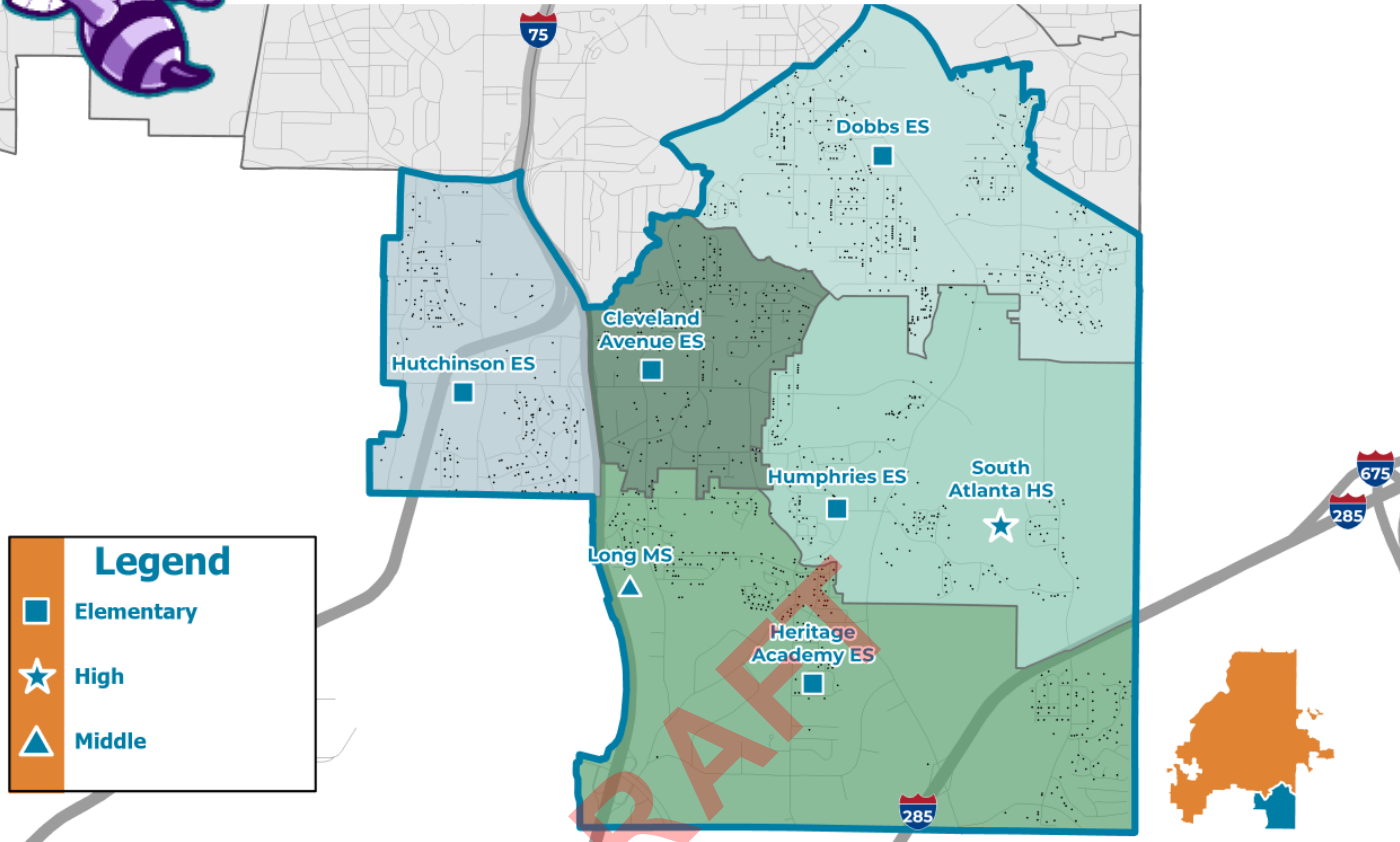 75
Dobbs ES
Cleveland
Avenue ES
Hutchinson ES
Humphries ES
South
Atlanta HS
675
285
Long MS
Legend
Elementary
High
Middle
Heritage
Academy ES
RAFT
285